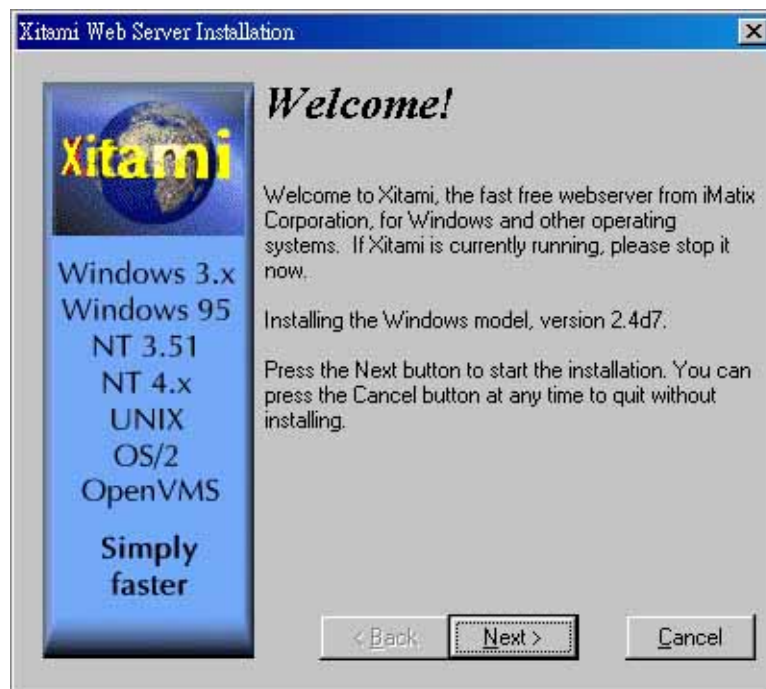 Xitami Web Server Installation
Xitami
Windows 3.x
Windows 95
NT 3.51
NT 4.x
UNIX
OS/2
OpenVMS
Simply
faster
Welcome!
Welcome to Xitami, the fast free webserver from iMatix
Corporation, for Windows and other operating
systems.  If Xitami is currently running, please stop it
now.
Installing the Windows model, version 2.4d7.
Press the Next button to start the installation. You can
press the Cancel button at any time to quit without
installing.
< Back
Next >
Cancel